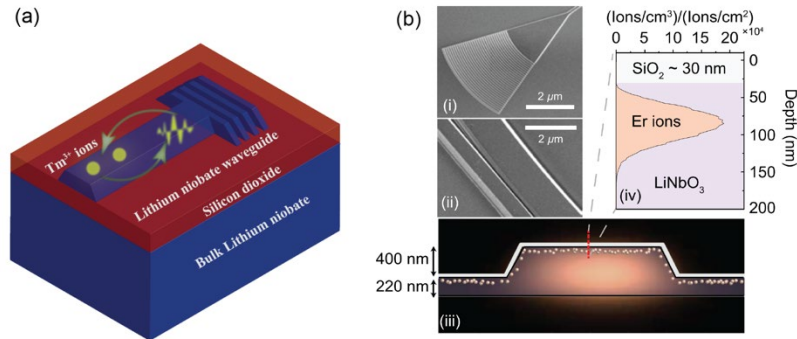 (a)
Tm³⁺ ions
Lithium niobate waveguide
Silicon dioxide
Bulk Lithium niobate
(b)
(i)
2 µm
2 µm
(ii)
(Ions/cm³)/(Ions/cm²)
0 5 10 15 20 ×10⁴
SiO₂ ~ 30 nm
Er ions
LiNbO₃
(iv)
0
50
100
150
200
Depth (nm)
400 nm
220 nm
(iii)